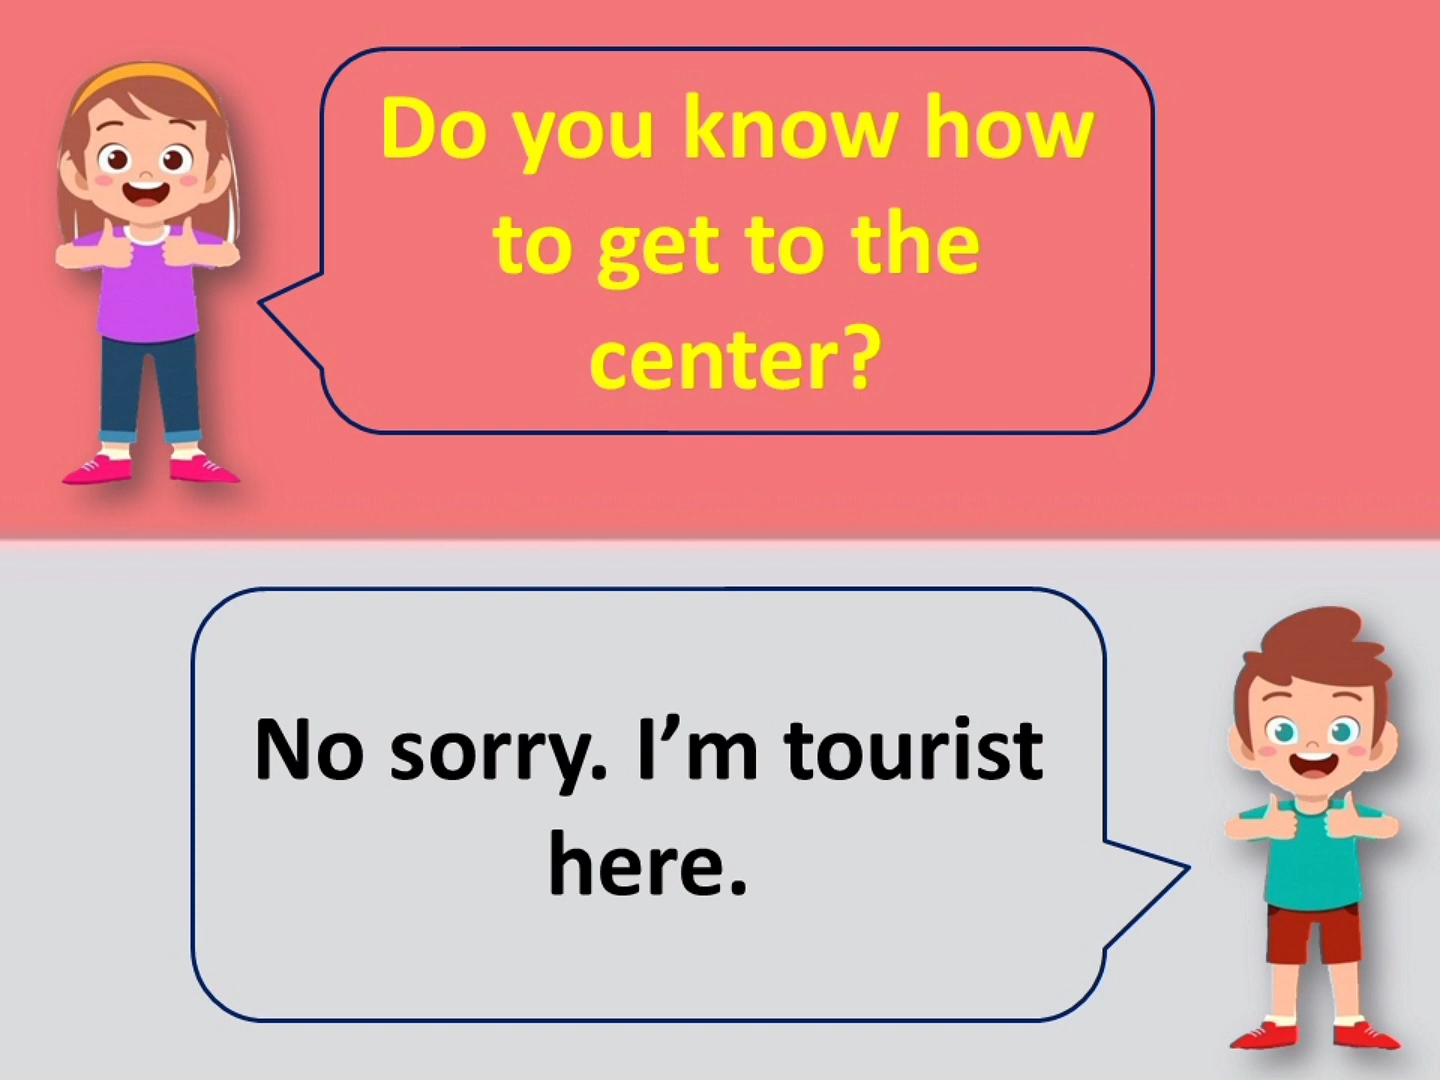 Do you know how
to get to the
center?
No sorry. I’m tourist
here.